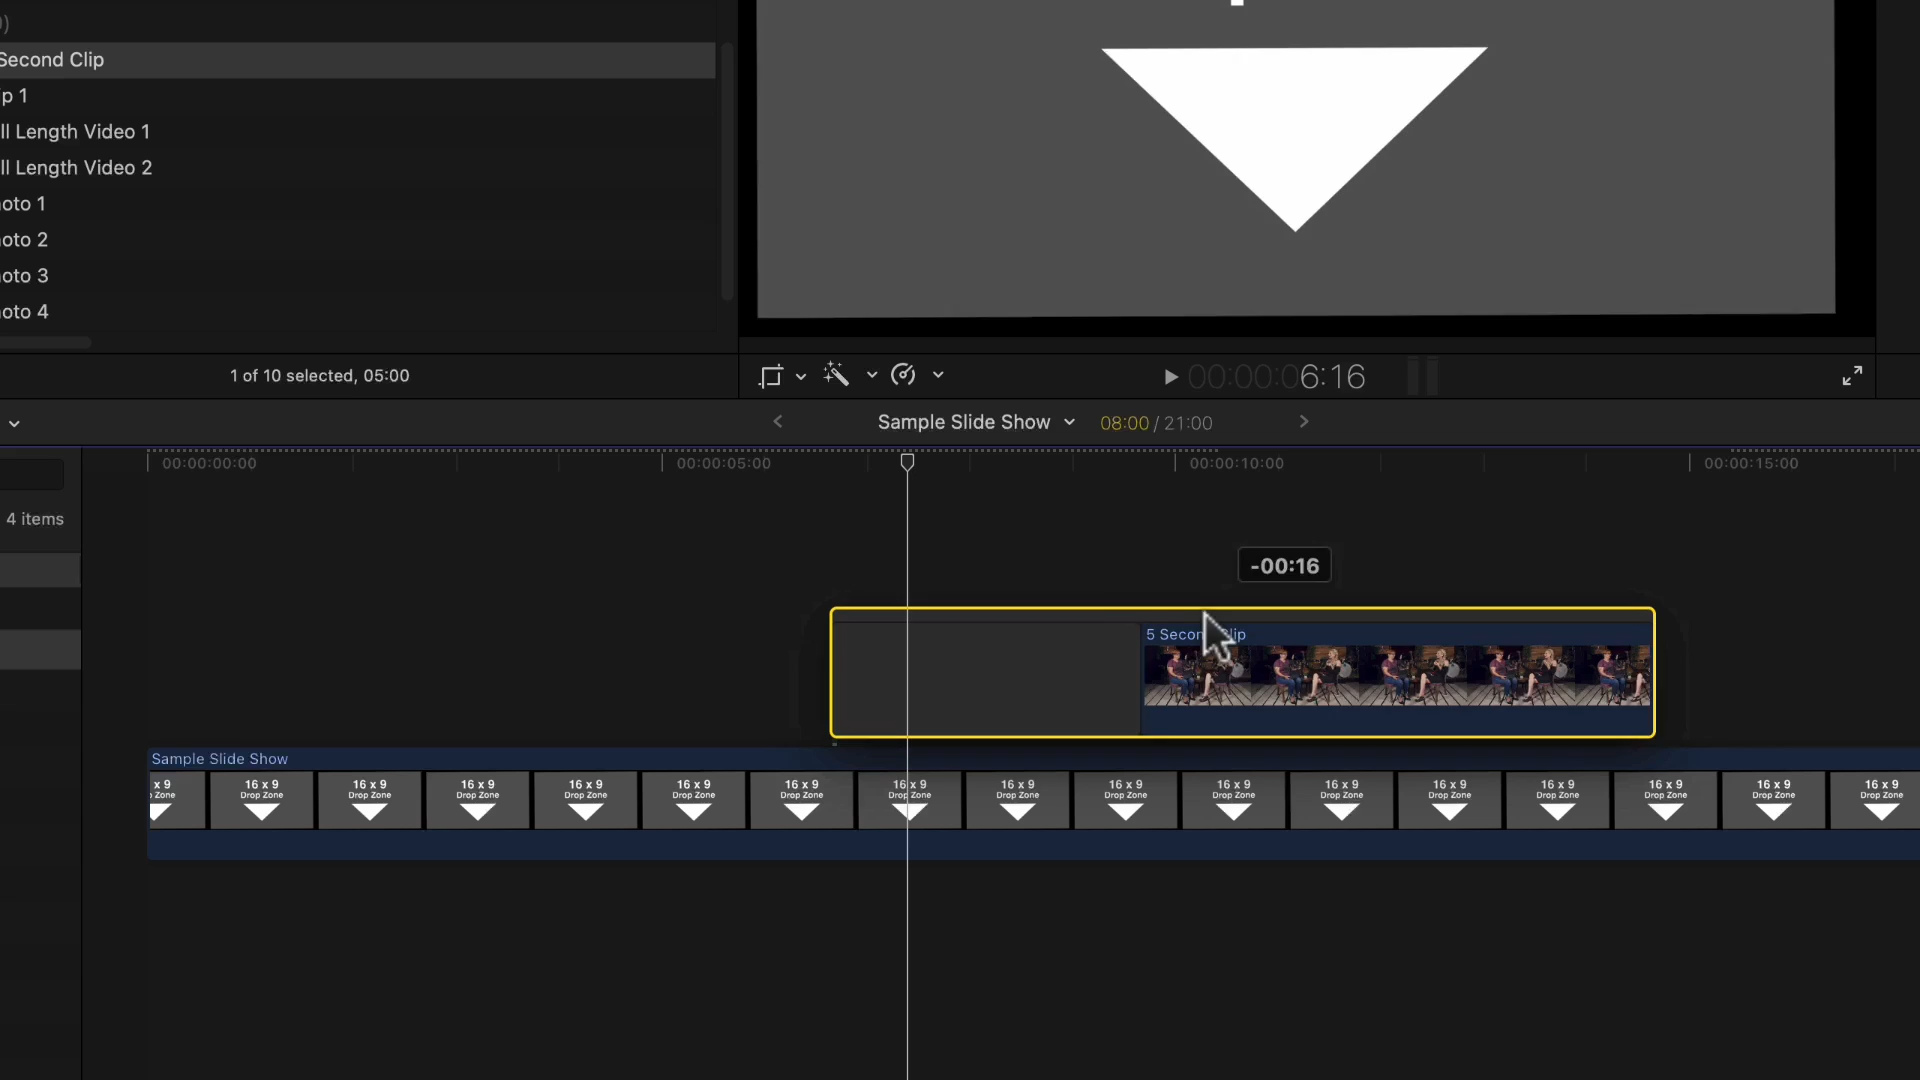 )
Second Clip
p 1
ll Length Video 1
ll Length Video 2
oto 1
oto 2
oto 3
oto 4
1 of 10 selected, 05:00
00:00:06:16
Sample Slide Show 08:00 / 21:00
00:00:00:00 00:00:05:00 00:00:10:00 00:00:15:00
4 items
-00:16
5 Second Clip
Sample Slide Show
x 9 16 x 9 16 x 9 16 x 9 16 x 9 16 x 9 16 x 9 16 x 9 16 x 9 16 x 9 16 x 9 16 x 9 16 x 9 16 x 9 16 x 9 16 x 9 16 x 9
Zone Drop Zone Drop Zone Drop Zone Drop Zone Drop Zone Drop Zone Drop Zone Drop Zone Drop Zone Drop Zone Drop Zone Drop Zone Drop Zone Drop Zone Drop Zone Drop Zone